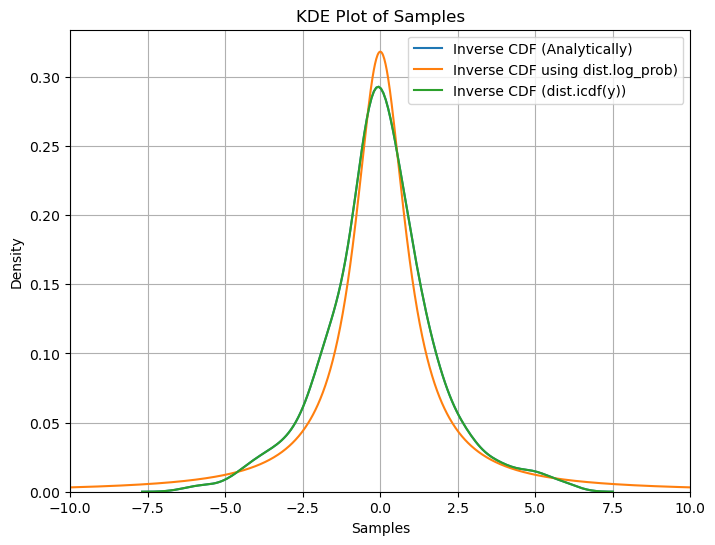 KDE Plot of Samples
Inverse CDF (Analytically)
Inverse CDF using dist.log_prob)
Inverse CDF (dist.icdf(y))
0.30
0.25
0.20
0.15
0.10
0.05
0.00
Density
-10.0 -7.5 -5.0 -2.5 0.0 2.5 5.0 7.5 10.0
Samples